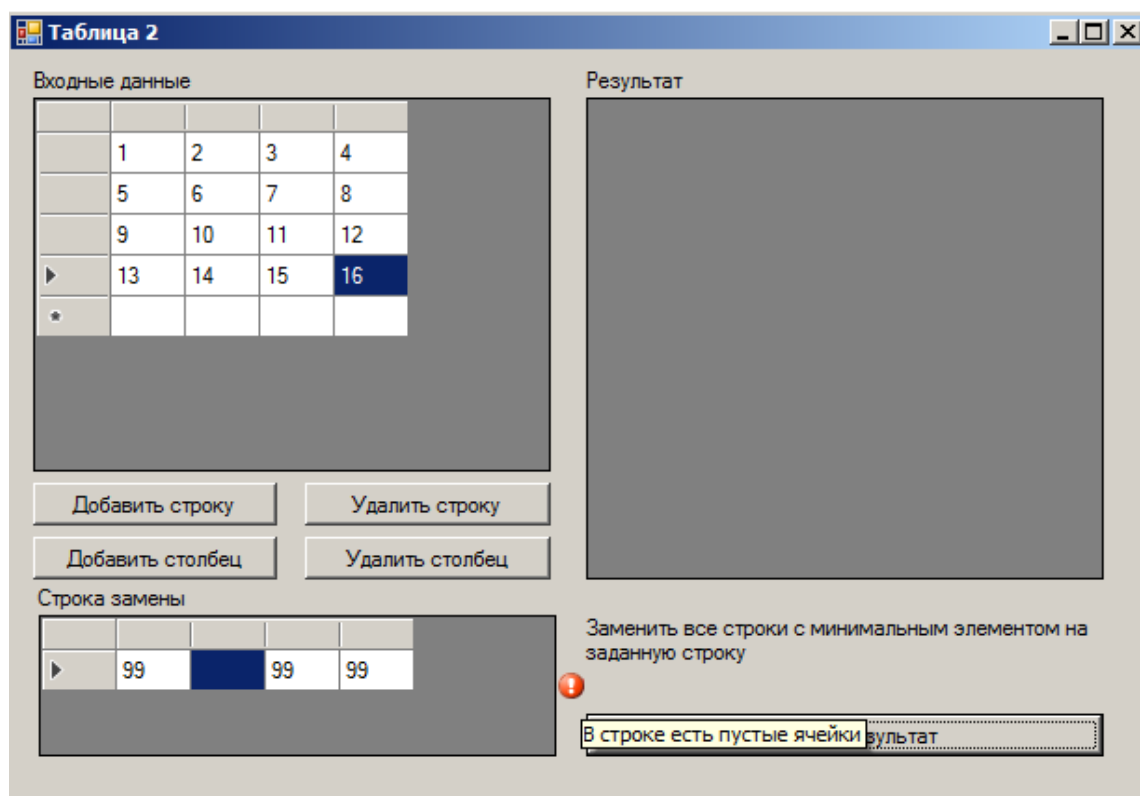 Таблица 2
Входные данные
Результат
1 2 3 4
5 6 7 8
9 10 11 12
13 14 15 16
Добавить строку
Удалить строку
Добавить столбец
Удалить столбец
Строка замены
99 99 99
Заменить все строки с минимальным элементом на
заданную строку
В строке есть пустые ячейки